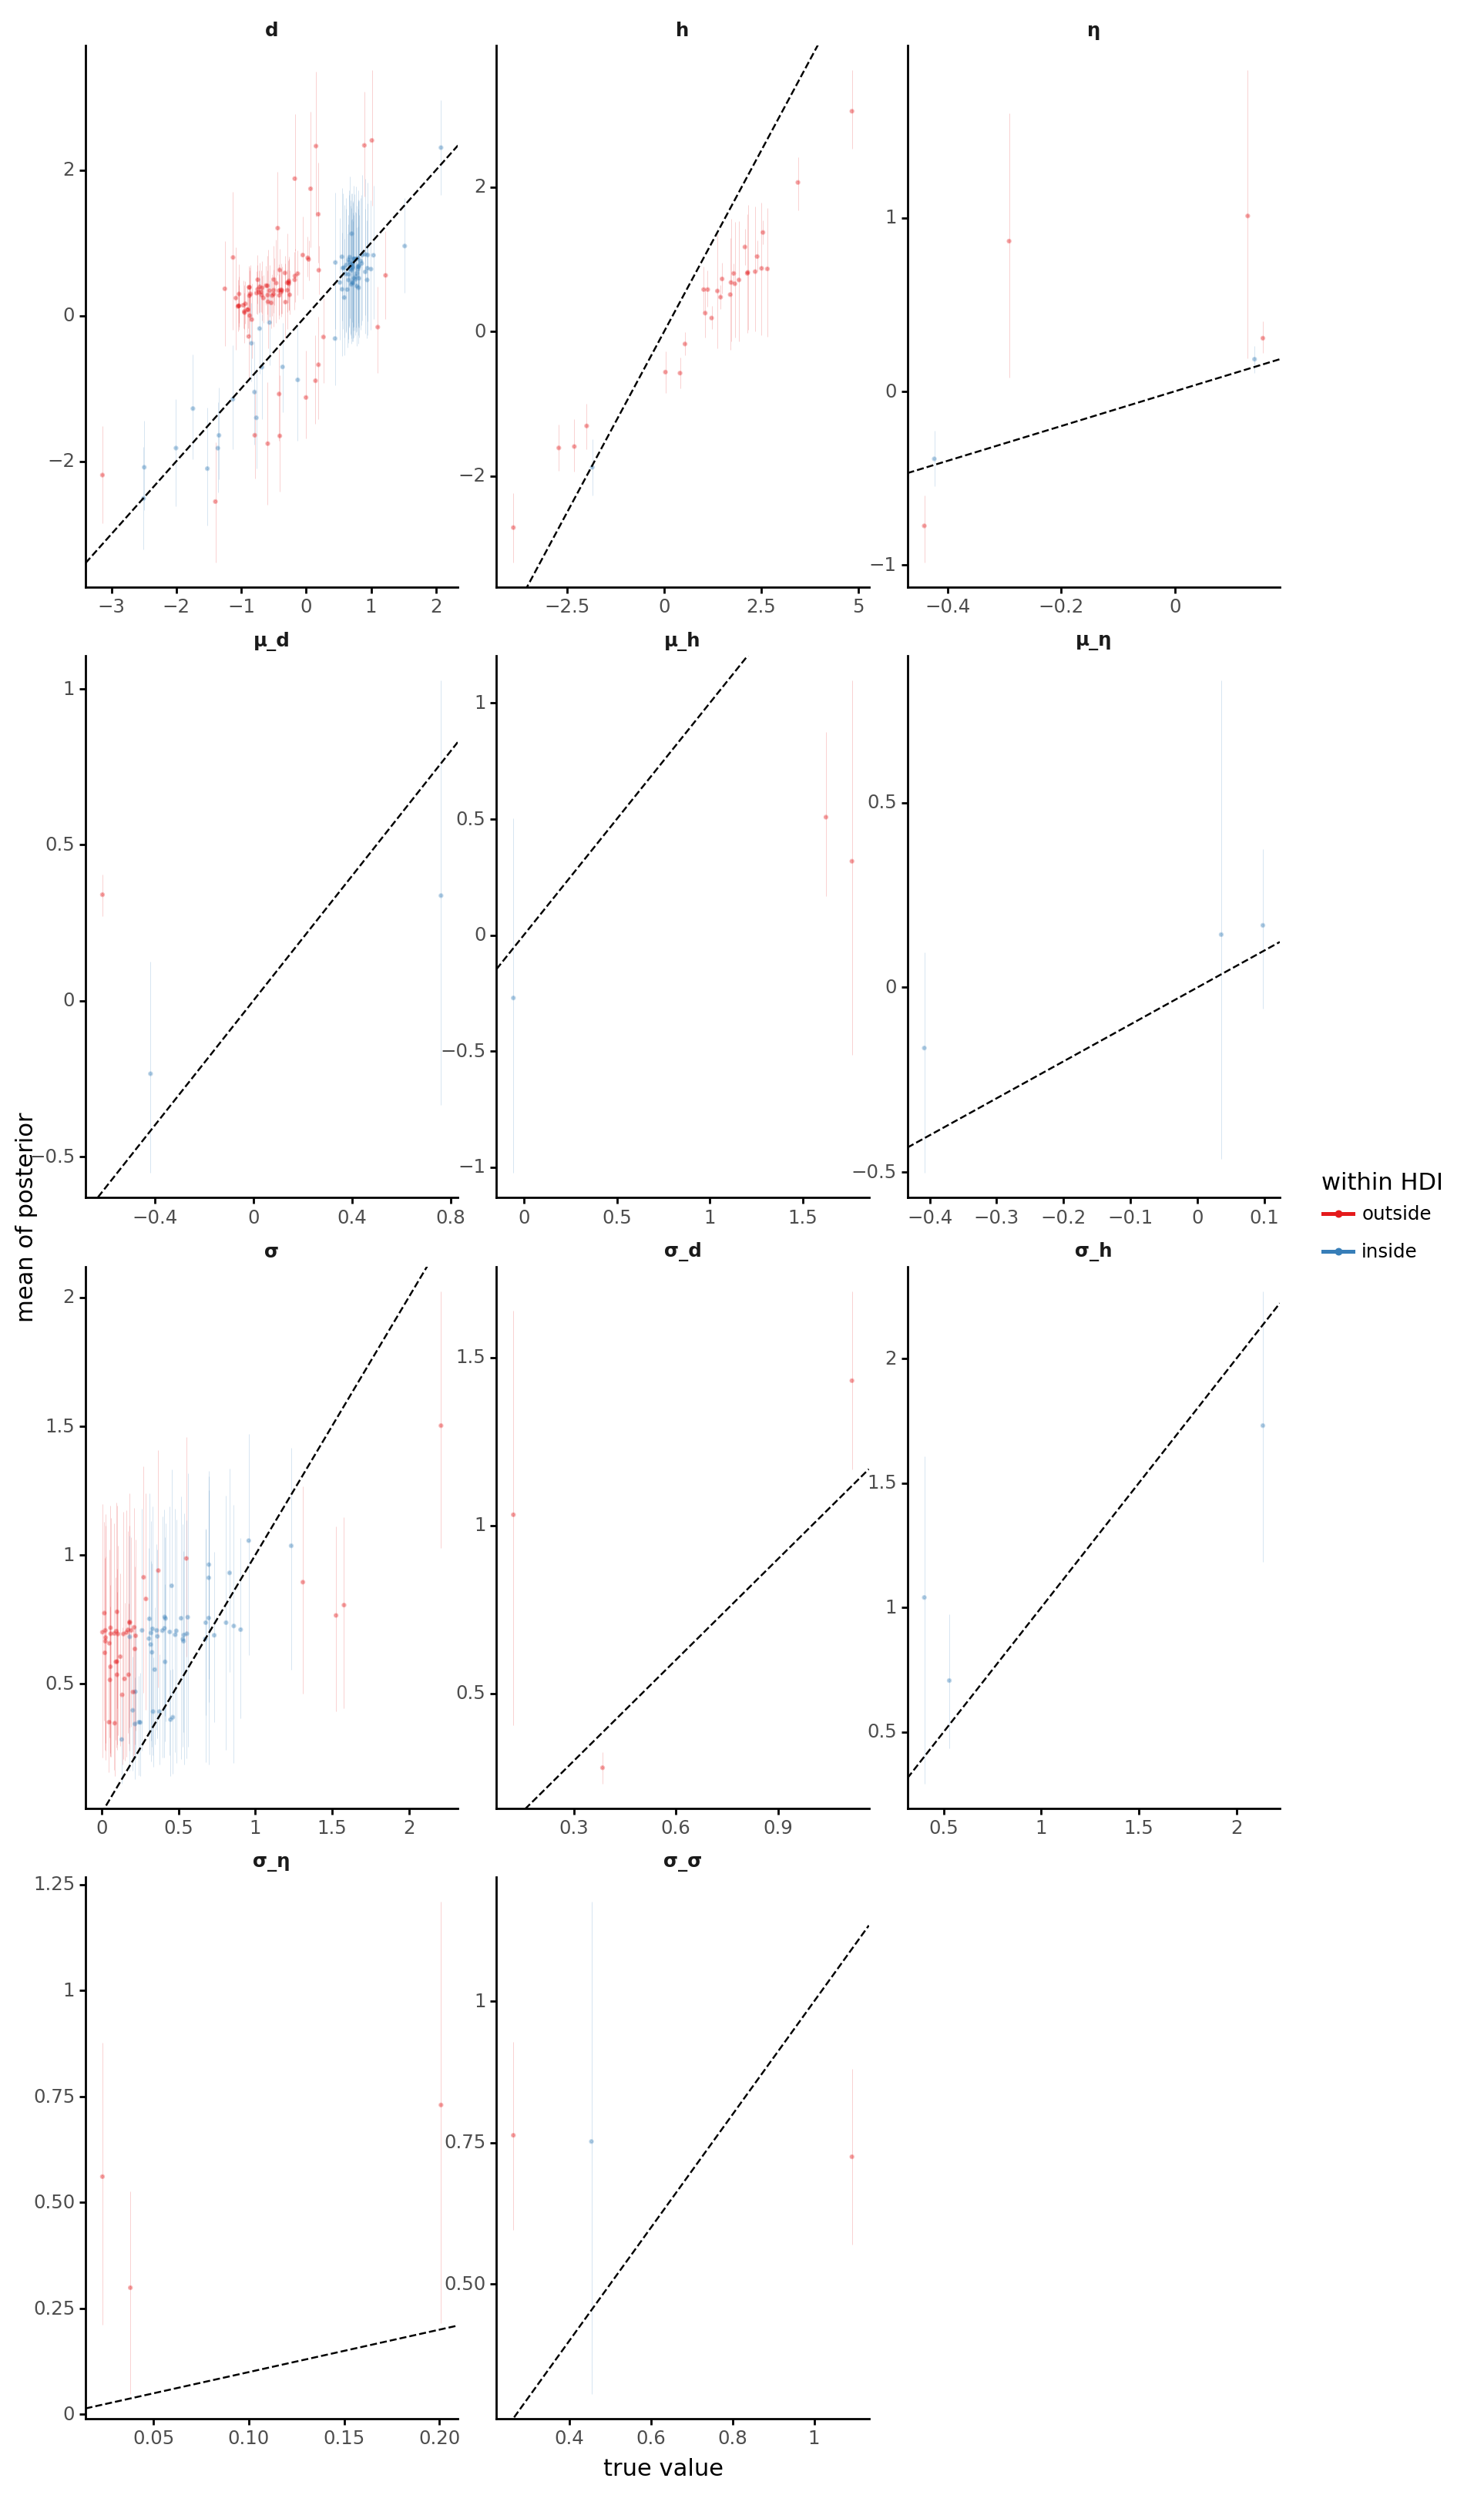 d h η
2
0
−2
−3 −2 −1 0 1 2
2
0
−2
−2.5 0 2.5 5
1
0
−1
−0.4 −0.2 0
μ_d μ_h μ_η
1
0.5
0
−0.5
−0.4 0 0.4 0.8
1
0.5
0
−0.5
−1
0 0.5 1 1.5
0.5
0
−0.5
−0.4 −0.3 −0.2 −0.1 0 0.1
σ σ_d σ_h
2
1.5
1
0.5
0 0.5 1 1.5 2
1.5
1
0.5
0.3 0.6 0.9
2
1.5
1
0.5
0.5 1 1.5 2
σ_η σ_σ
1.25
1
0.75
0.50
0.25
0
0.05 0.10 0.15 0.20
1
0.75
0.50
0.4 0.6 0.8 1
mean of posterior
true value
within HDI
outside
inside